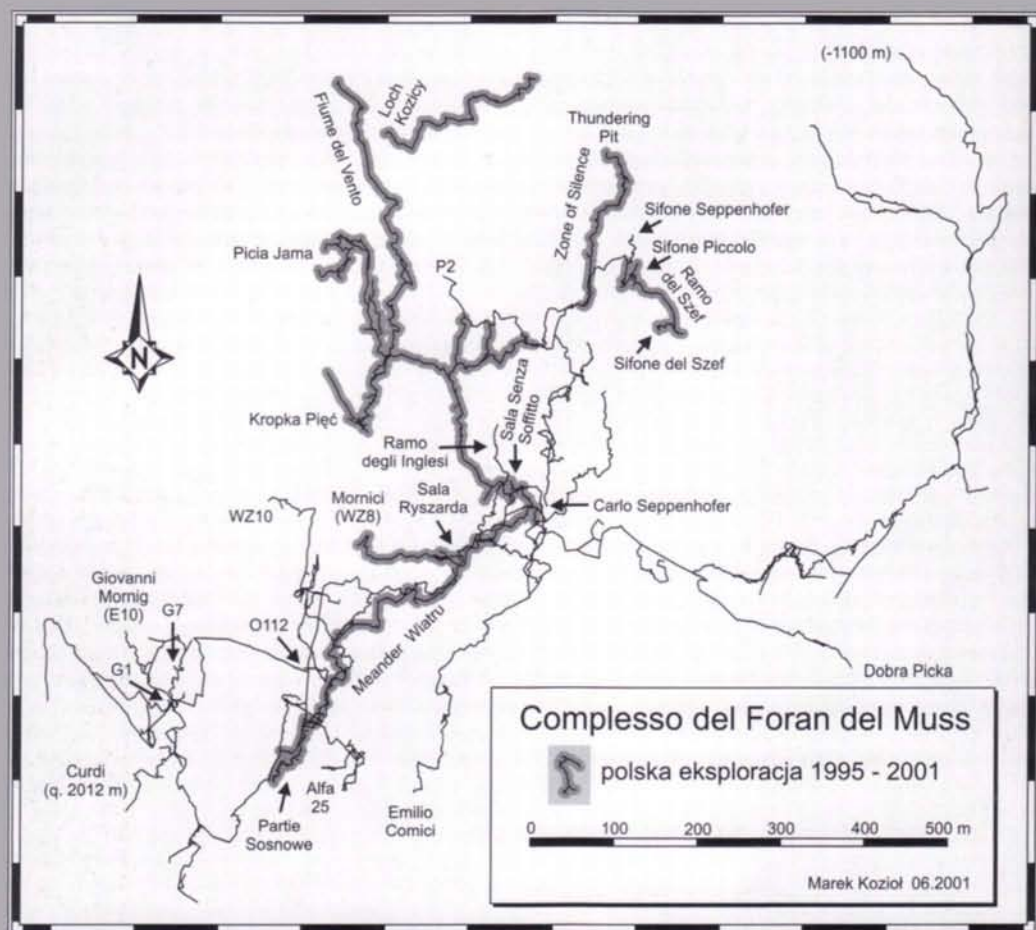 (-1100 m)
Fiume del Vento
Loch
Kozicy
Thundering
Pit
Zone of Silence
Sifone Seppenhofer
Sifone Piccolo
Ramo
del Szef
Sifone del Szef
Picia Jama
P2
N
Kropka Pięć
Sala Senza
Soffitto
Ramo
degli Inglesi
Sala
Ryszarda
Mornici
(WZ8)
Carlo Seppenhofer
WZ10
Giovanni
Mornig
(E10)
G7
G1
O112
Meander Wiatru
Dobra Picka
Curdi
(q. 2012 m)
Alfa
25
Partie
Sosnowe
Emilio
Comici
Complesso del Foran del Muss
polska eksploracja 1995 - 2001
0 100 200 300 400 500 m
Marek Kozioł 06.2001